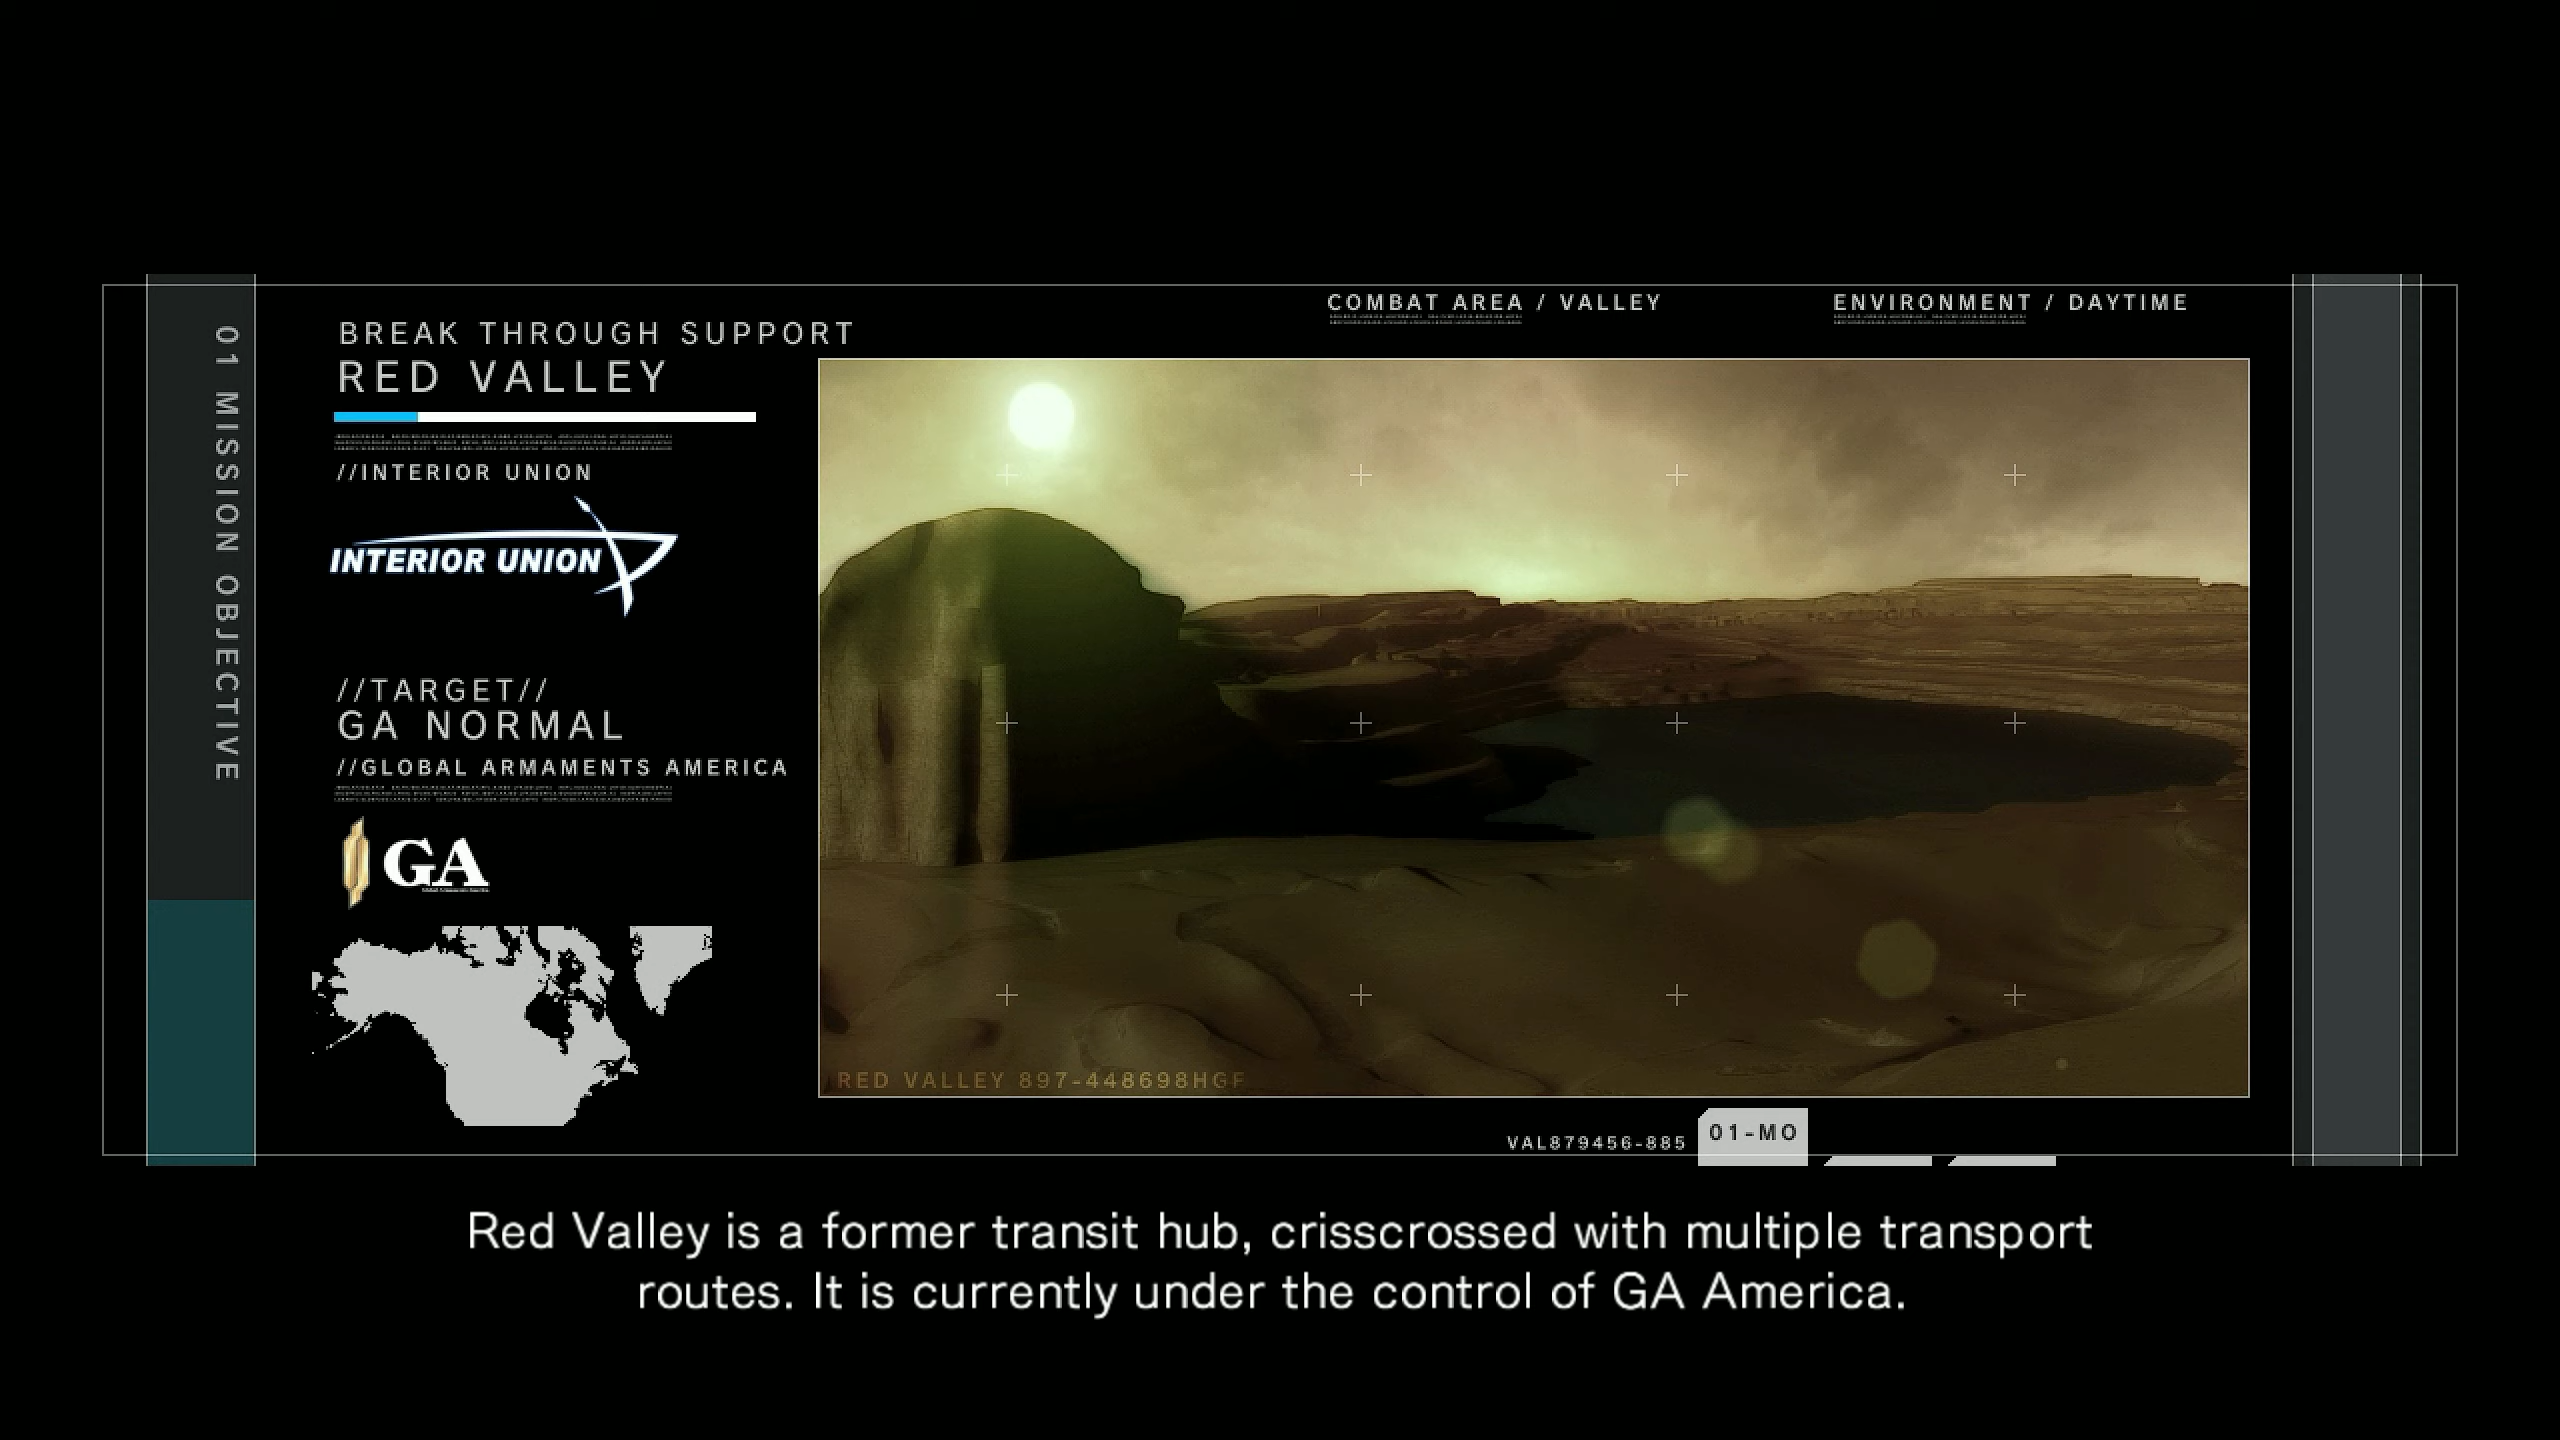 01 MISSION OBJECTIVE
BREAK THROUGH SUPPORT
RED VALLEY
//INTERIOR UNION
INTERIOR UNION
//TARGET//
GA NORMAL
//GLOBAL ARMAMENTS AMERICA
GA
COMBAT AREA / VALLEY
ENVIRONMENT / DAYTIME
RED VALLEY 897-448698HGF
VAL879456-885
01-MO
Red Valley is a former transit hub, crisscrossed with multiple transport
routes. It is currently under the control of GA America.